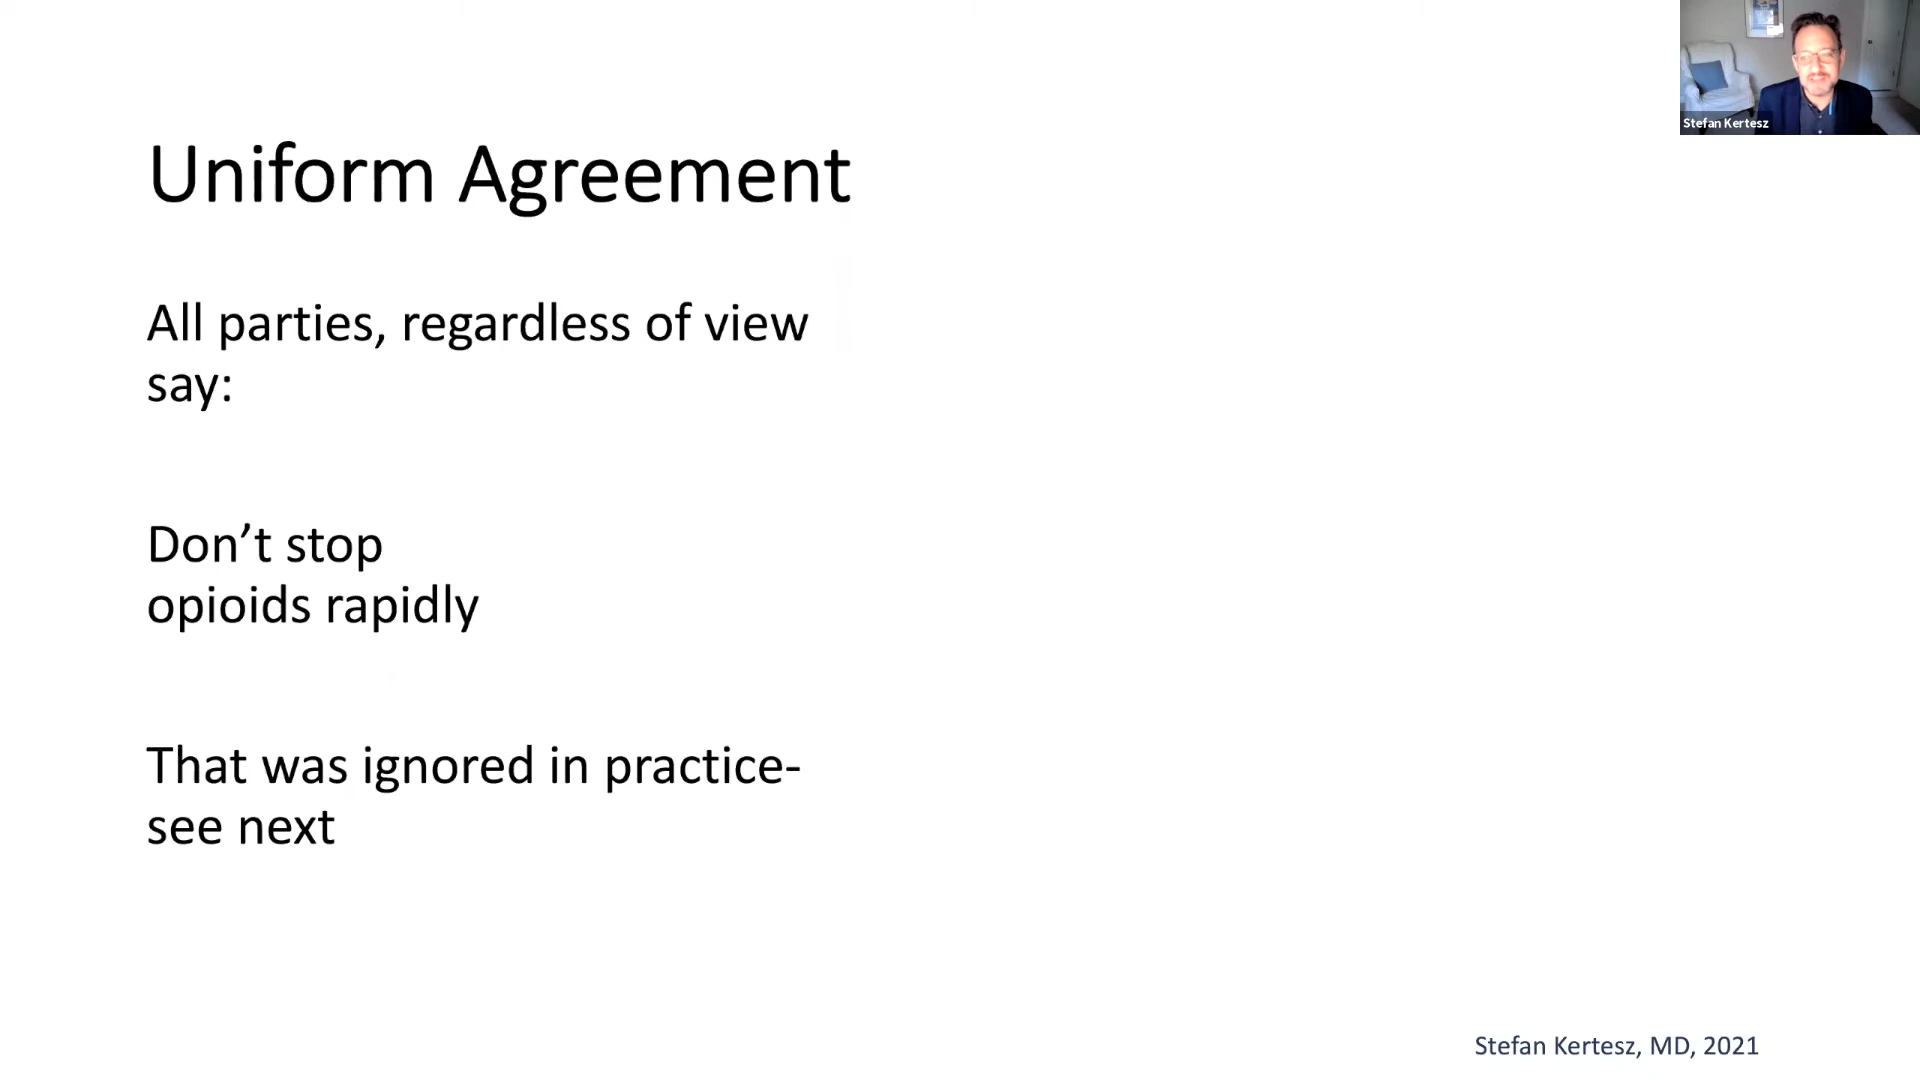 Stefan Kertesz
Uniform Agreement
All parties, regardless of view
say:
Don’t stop
opioids rapidly
That was ignored in practice-
see next
Stefan Kertesz, MD, 2021